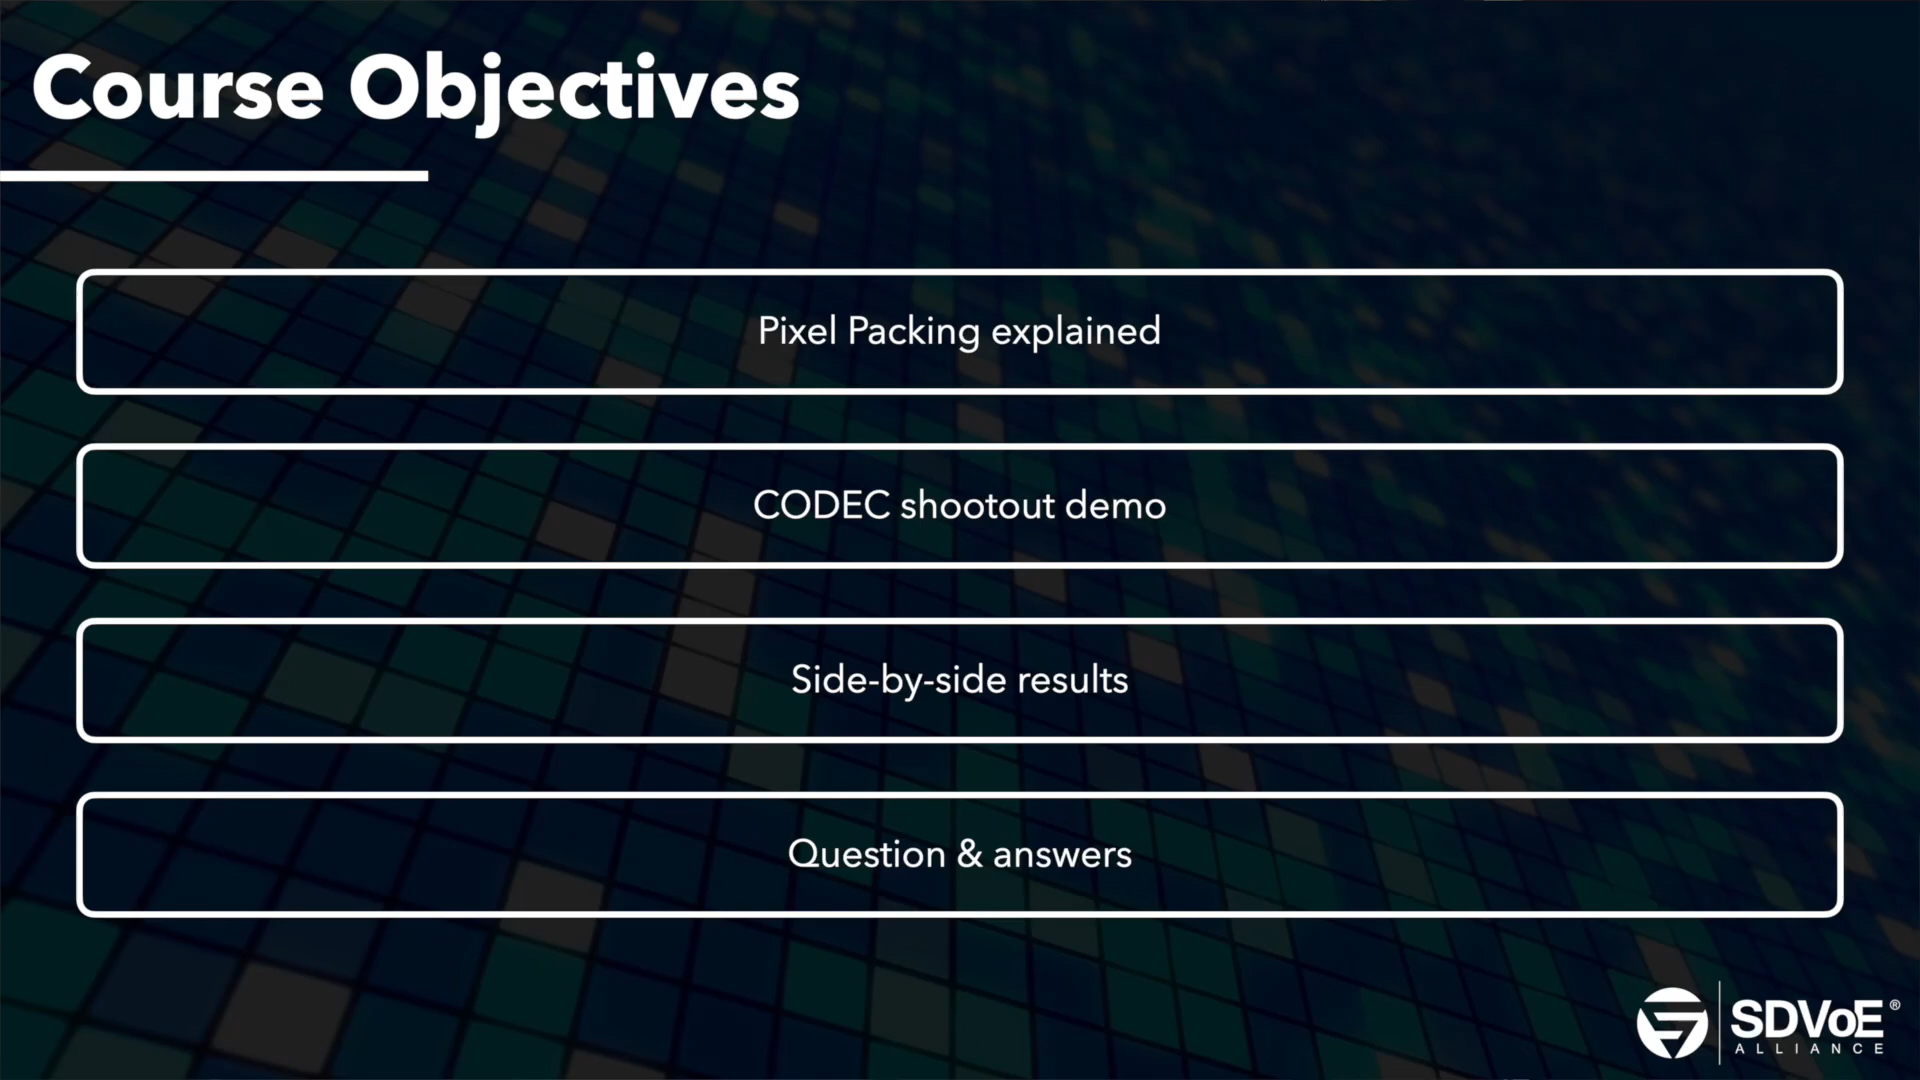 Course Objectives
Pixel Packing explained
CODEC shootout demo
Side-by-side results
Question & answers
SDVoE®
ALLIANCE